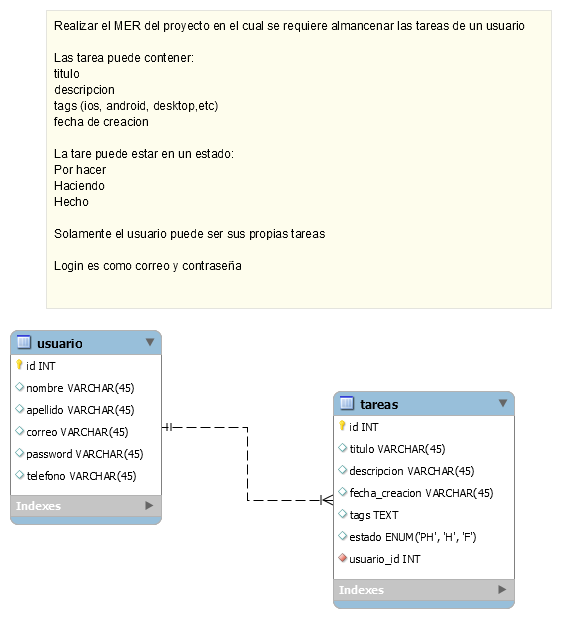 Realizar el MER del proyecto en el cual se requiere almancenar las tareas de un usuario
Las tarea puede contener:
titulo
descripcion
tags (ios, android, desktop,etc)
fecha de creacion
La tare puede estar en un estado:
Por hacer
Haciendo
Hecho
Solamente el usuario puede ser sus propias tareas
Login es como correo y contraseña
usuario
id INT
nombre VARCHAR(45)
apellido VARCHAR(45)
correo VARCHAR(45)
password VARCHAR(45)
telefono VARCHAR(45)
Indexes
tareas
id INT
titulo VARCHAR(45)
descripcion VARCHAR(45)
fecha_creacion VARCHAR(45)
tags TEXT
estado ENUM('PH', 'H', 'F')
usuario_id INT
Indexes